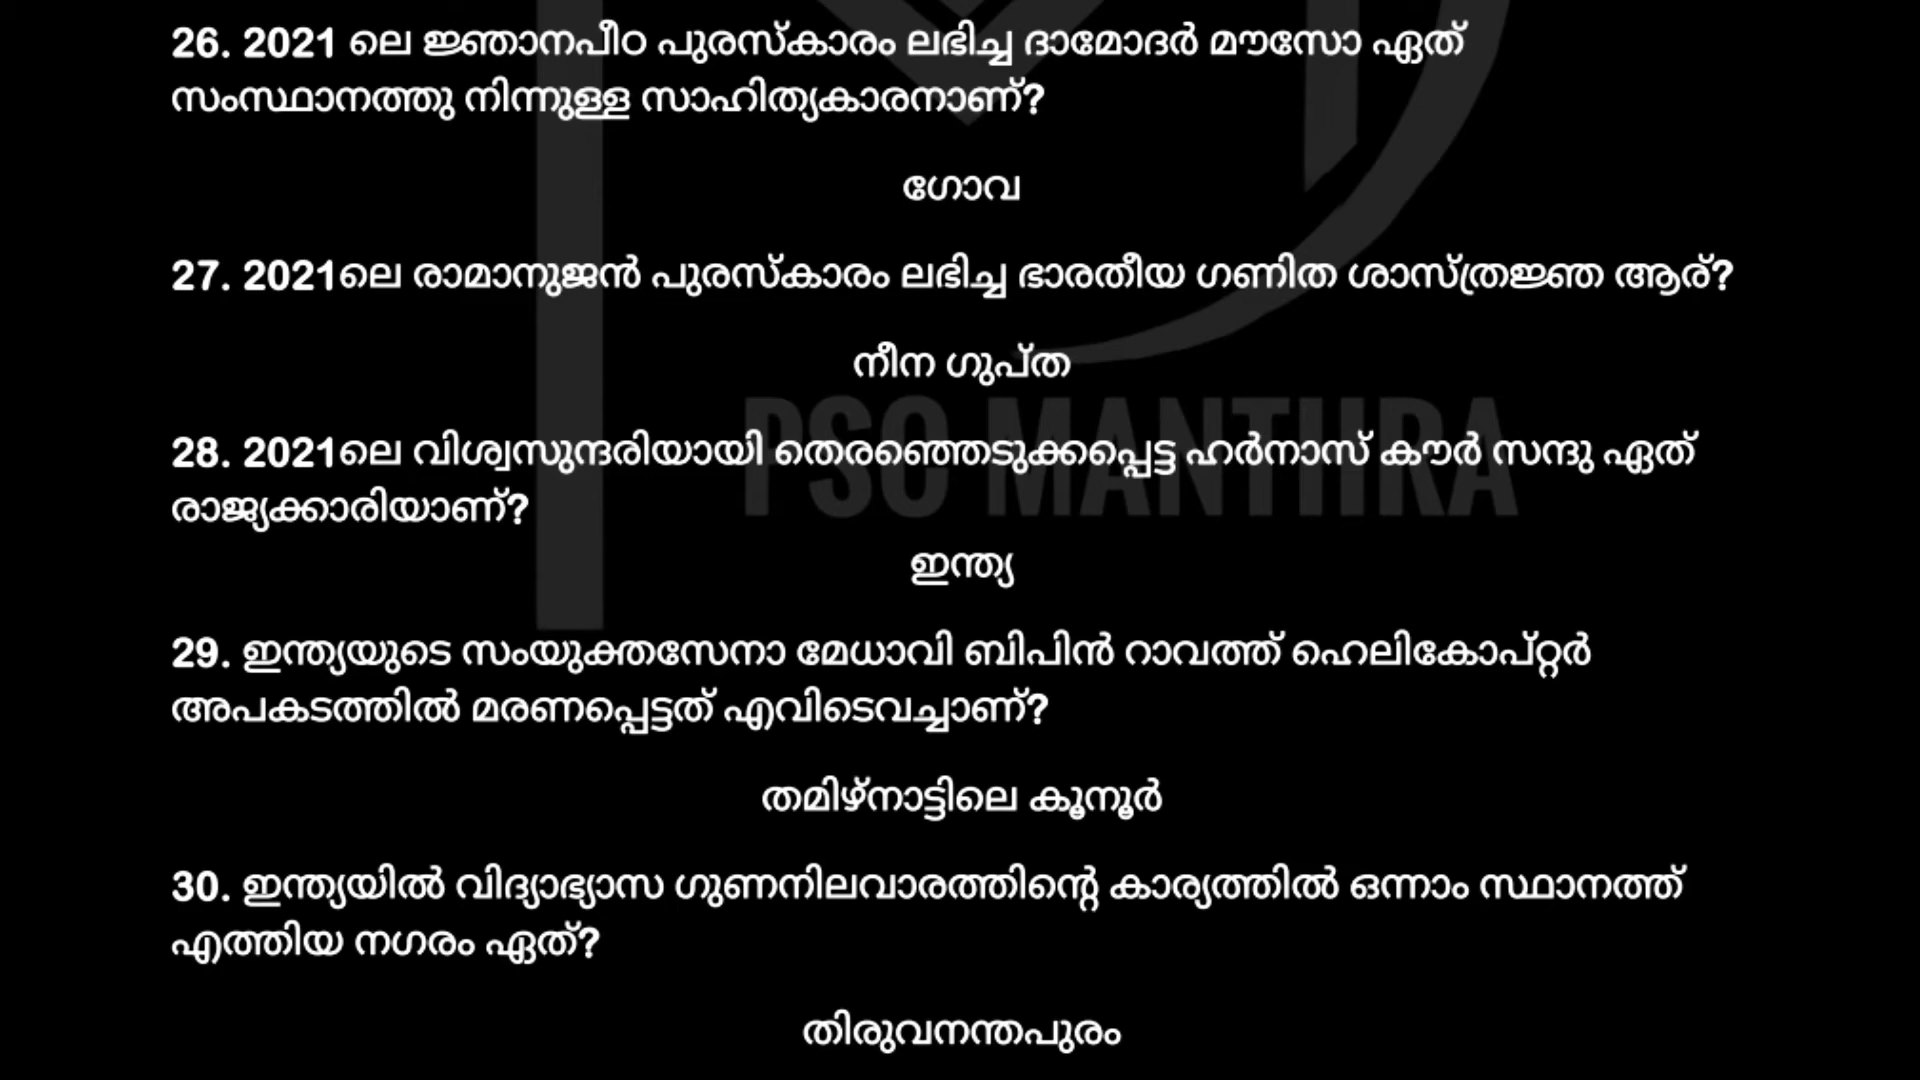 26. 2021 ലെ ജ്ഞാനപീഠ പുരസ്കാരം ലഭിച്ച ദാമോദർ മൗസോ ഏത്
സംസ്ഥാനത്തു നിന്നുള്ള സാഹിത്യകാരനാണ്?
ഗോവ
27. 2021ലെ രാമാനുജൻ പുരസ്കാരം ലഭിച്ച ഭാരതീയ ഗണിത ശാസ്ത്രജ്ഞ ആര്?
നീന ഗുപ്ത
PSC MANTHRA
28. 2021ലെ വിശ്വസുന്ദരിയായി തെരഞ്ഞെടുക്കപ്പെട്ട ഹർനാസ് കൗർ സന്ദു ഏത്
രാജ്യക്കാരിയാണ്?
ഇന്ത്യ
29. ഇന്ത്യയുടെ സംയുക്തസേനാ മേധാവി ബിപിൻ റാവത്ത് ഹെലികോപ്റ്റർ
അപകടത്തിൽ മരണപ്പെട്ടത് എവിടെവച്ചാണ്?
തമിഴ്നാട്ടിലെ കൂനൂർ
30. ഇന്ത്യയിൽ വിദ്യാഭ്യാസ ഗുണനിലവാരത്തിന്റെ കാര്യത്തിൽ ഒന്നാം സ്ഥാനത്ത്
എത്തിയ നഗരം ഏത്?
തിരുവനന്തപുരം